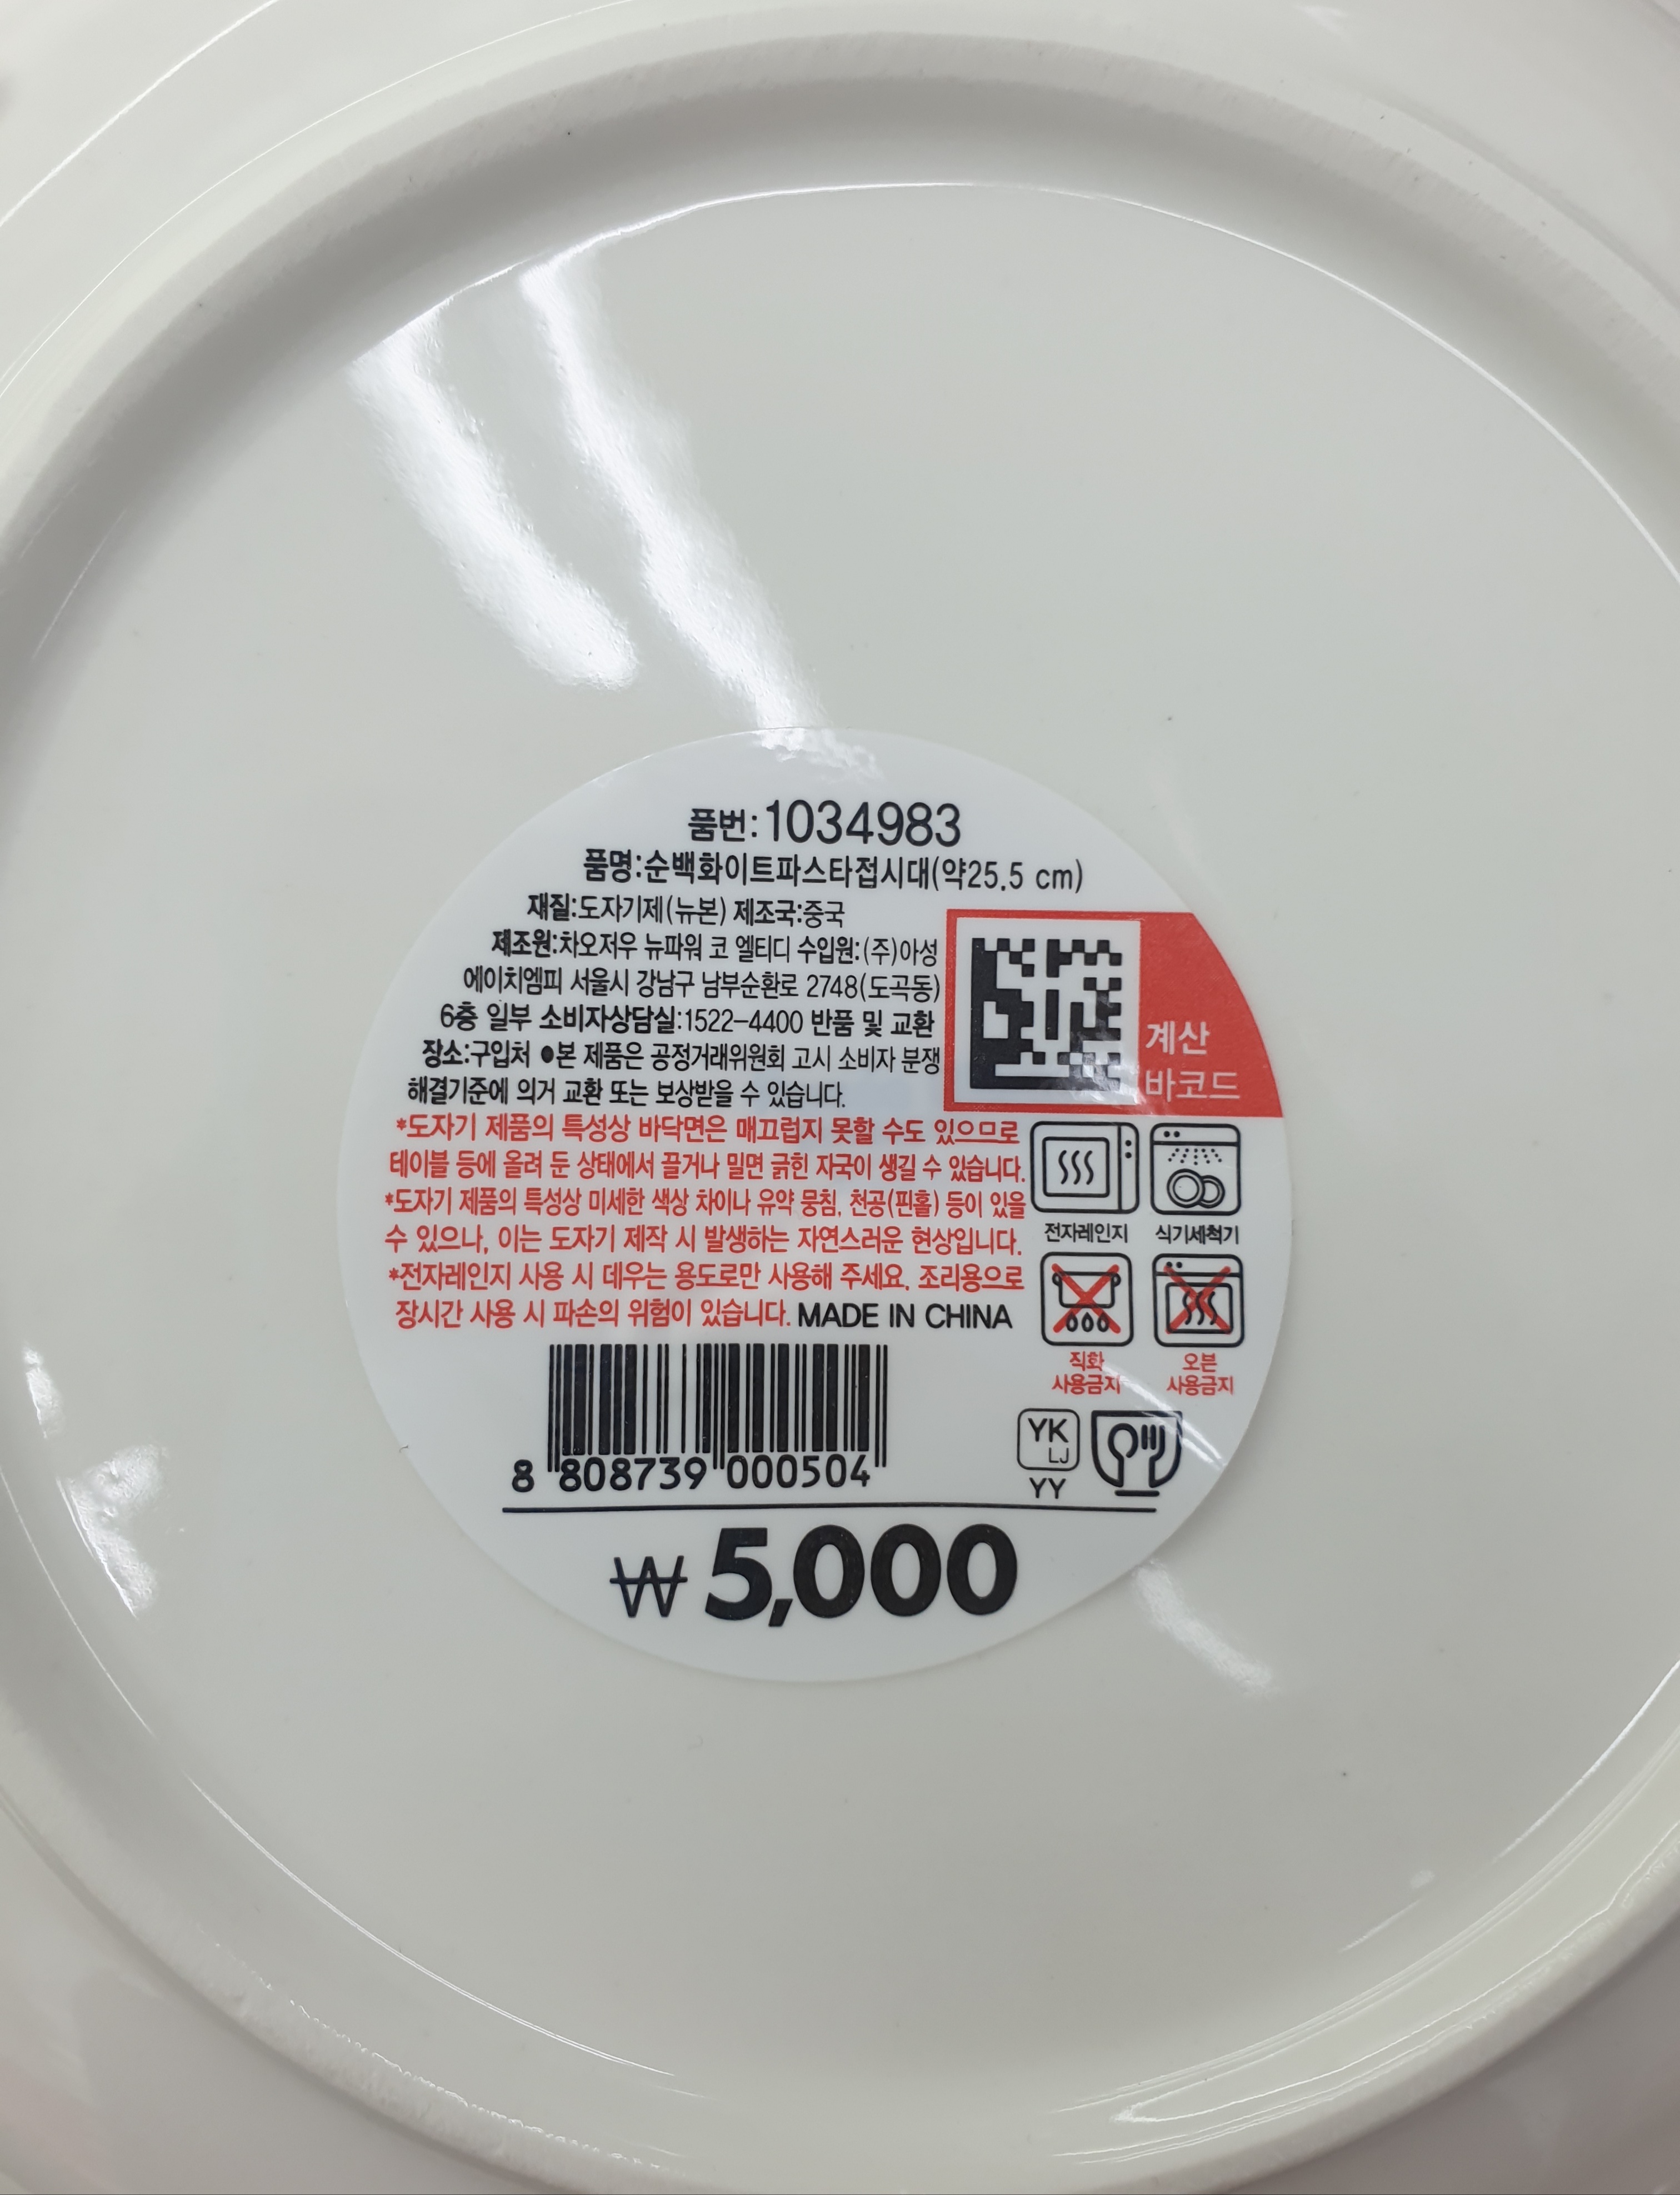 품번:1034983
품명:순백화이트파스타접시대(약25.5 cm)
재질:도자기제(뉴본) 제조국:중국
제조원:차오저우 뉴파워 코 엘티디 수입원:(주)아성
에이치엠피 서울시 강남구 남부순환로 2748(도곡동)
6층 일부 소비자상담실:1522-4400 반품 및 교환
장소:구입처 ●본 제품은 공정거래위원회 고시 소비자 분쟁
해결기준에 의거 교환 또는 보상받을 수 있습니다.
계산
바코드
*도자기 제품의 특성상 바닥면은 매끄럽지 못할 수도 있으므로
테이블 등에 올려 둔 상태에서 끌거나 밀면 긁힌 자국이 생길 수 있습니다.
*도자기 제품의 특성상 미세한 색상 차이나 유약 뭉침, 천공(핀홀) 등이 있을
수 있으나, 이는 도자기 제작 시 발생하는 자연스러운 현상입니다.
*전자레인지 사용 시 데우는 용도로만 사용해 주세요. 조리용으로
장시간 사용 시 파손의 위험이 있습니다. MADE IN CHINA
전자레인지
식기세척기
직화
사용금지
오븐
사용금지
YK
LJ
YY
8 808739 000504
₩ 5,000